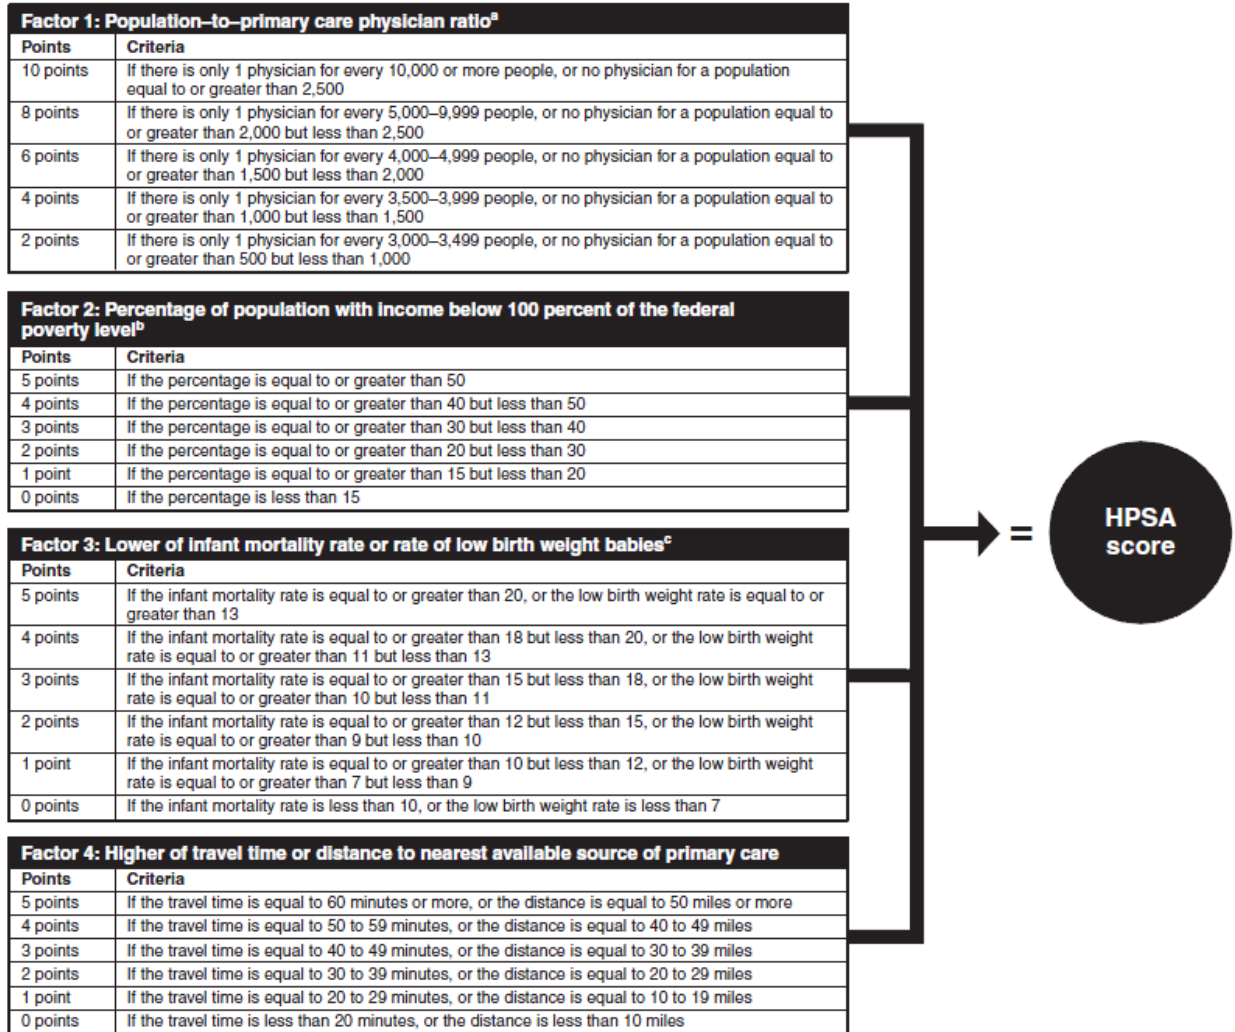 Factor 1: Population–to–primary care physician ratioᵃ
Points Criteria
10 points If there is only 1 physician for every 10,000 or more people, or no physician for a population
equal to or greater than 2,500
8 points If there is only 1 physician for every 5,000–9,999 people, or no physician for a population equal to
or greater than 2,000 but less than 2,500
6 points If there is only 1 physician for every 4,000–4,999 people, or no physician for a population equal to
or greater than 1,500 but less than 2,000
4 points If there is only 1 physician for every 3,500–3,999 people, or no physician for a population equal to
or greater than 1,000 but less than 1,500
2 points If there is only 1 physician for every 3,000–3,499 people, or no physician for a population equal to
or greater than 500 but less than 1,000
Factor 2: Percentage of population with income below 100 percent of the federal
poverty levelᵇ
Points Criteria
5 points If the percentage is equal to or greater than 50
4 points If the percentage is equal to or greater than 40 but less than 50
3 points If the percentage is equal to or greater than 30 but less than 40
2 points If the percentage is equal to or greater than 20 but less than 30
1 point If the percentage is equal to or greater than 15 but less than 20
0 points If the percentage is less than 15
Factor 3: Lower of infant mortality rate or rate of low birth weight babiesᶜ
Points Criteria
5 points If the infant mortality rate is equal to or greater than 20, or the low birth weight rate is equal to or
greater than 13
4 points If the infant mortality rate is equal to or greater than 18 but less than 20, or the low birth weight
rate is equal to or greater than 11 but less than 13
3 points If the infant mortality rate is equal to or greater than 15 but less than 18, or the low birth weight
rate is equal to or greater than 10 but less than 11
2 points If the infant mortality rate is equal to or greater than 12 but less than 15, or the low birth weight
rate is equal to or greater than 9 but less than 10
1 point If the infant mortality rate is equal to or greater than 10 but less than 12, or the low birth weight
rate is equal to or greater than 7 but less than 9
0 points If the infant mortality rate is less than 10, or the low birth weight rate is less than 7
Factor 4: Higher of travel time or distance to nearest available source of primary care
Points Criteria
5 points If the travel time is equal to 60 minutes or more, or the distance is equal to 50 miles or more
4 points If the travel time is equal to 50 to 59 minutes, or the distance is equal to 40 to 49 miles
3 points If the travel time is equal to 40 to 49 minutes, or the distance is equal to 30 to 39 miles
2 points If the travel time is equal to 30 to 39 minutes, or the distance is equal to 20 to 29 miles
1 point If the travel time is equal to 20 to 29 minutes, or the distance is equal to 10 to 19 miles
0 points If the travel time is less than 20 minutes, or the distance is less than 10 miles
=
HPSA
score